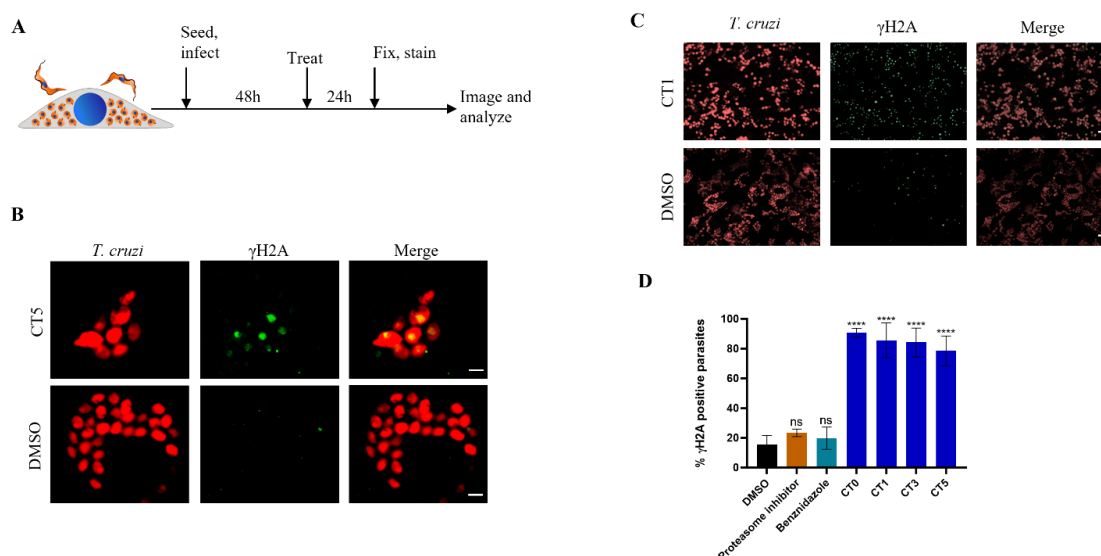 A
Seed,
infect
Treat
Fix, stain
48h
24h
Image and
analyze
B
T. cruzi
γH2A
Merge
CT5
DMSO
C
T. cruzi
γH2A
Merge
CT1
DMSO
D
% γH2A positive parasites
100
80
60
40
20
0
ns
ns
****
****
****
****
DMSO
Proteasome inhibitor
Benznidazole
CT0
CT1
CT3
CT5